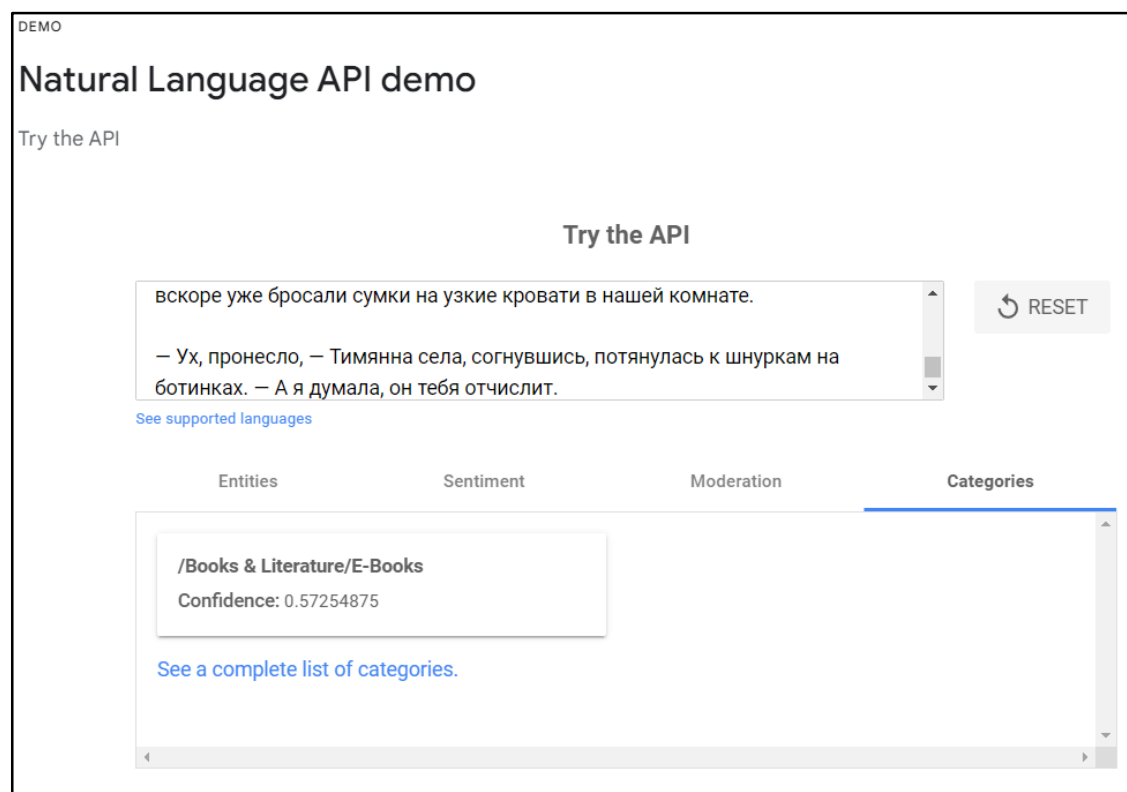 DEMO
Natural Language API demo
Try the API
Try the API
вскоре уже бросали сумки на узкие кровати в нашей комнате.
— Ух, пронесло, — Тимянна села, согнувшись, потянулась к шнуркам на
ботинках. — А я думала, он тебя отчислит.
RESET
See supported languages
Entities Sentiment Moderation Categories
/Books & Literature/E-Books
Confidence: 0.57254875
See a complete list of categories.